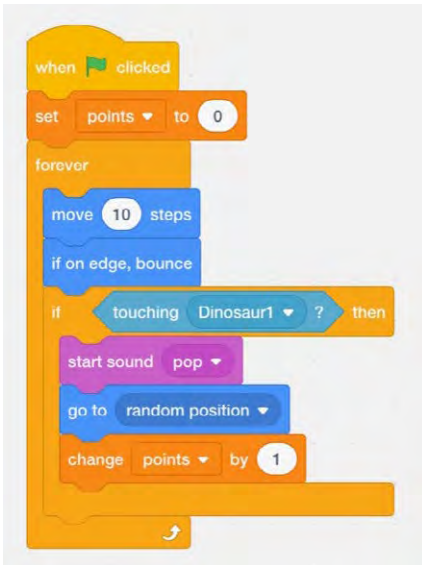 when clicked
set points to 0
forever
move 10 steps
if on edge, bounce
if touching Dinosaur1 ? then
start sound pop
go to random position
change points by 1